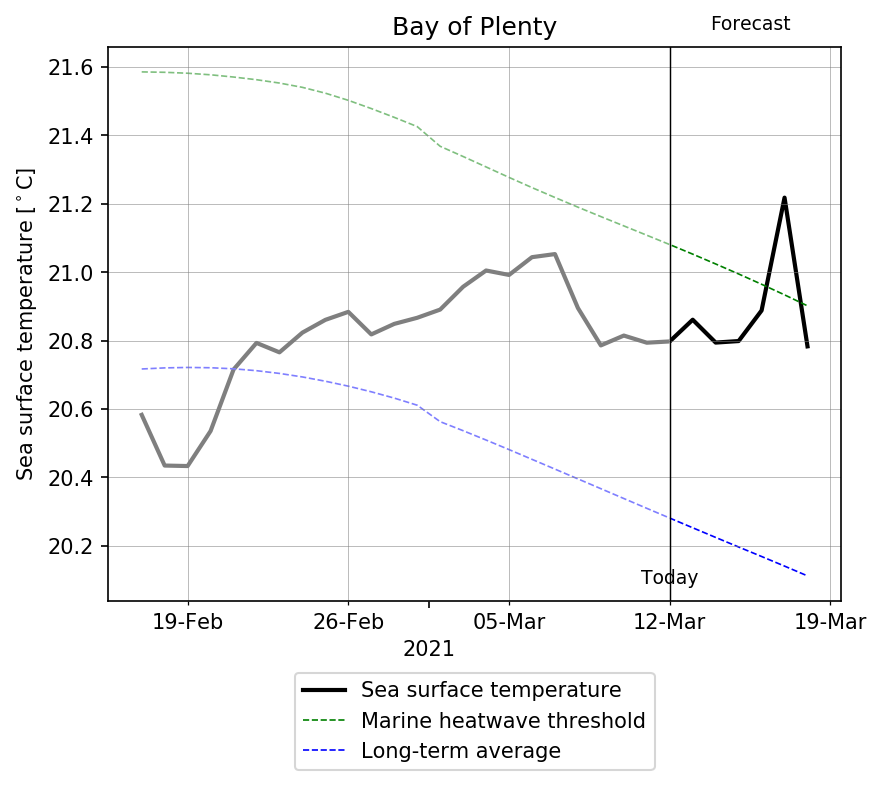 Bay of Plenty
Forecast
21.6
21.4
21.2
21.0
20.8
20.6
20.4
20.2
Sea surface temperature [°C]
Today
19-Feb 26-Feb 05-Mar 12-Mar 19-Mar
2021
Sea surface temperature
Marine heatwave threshold
Long-term average